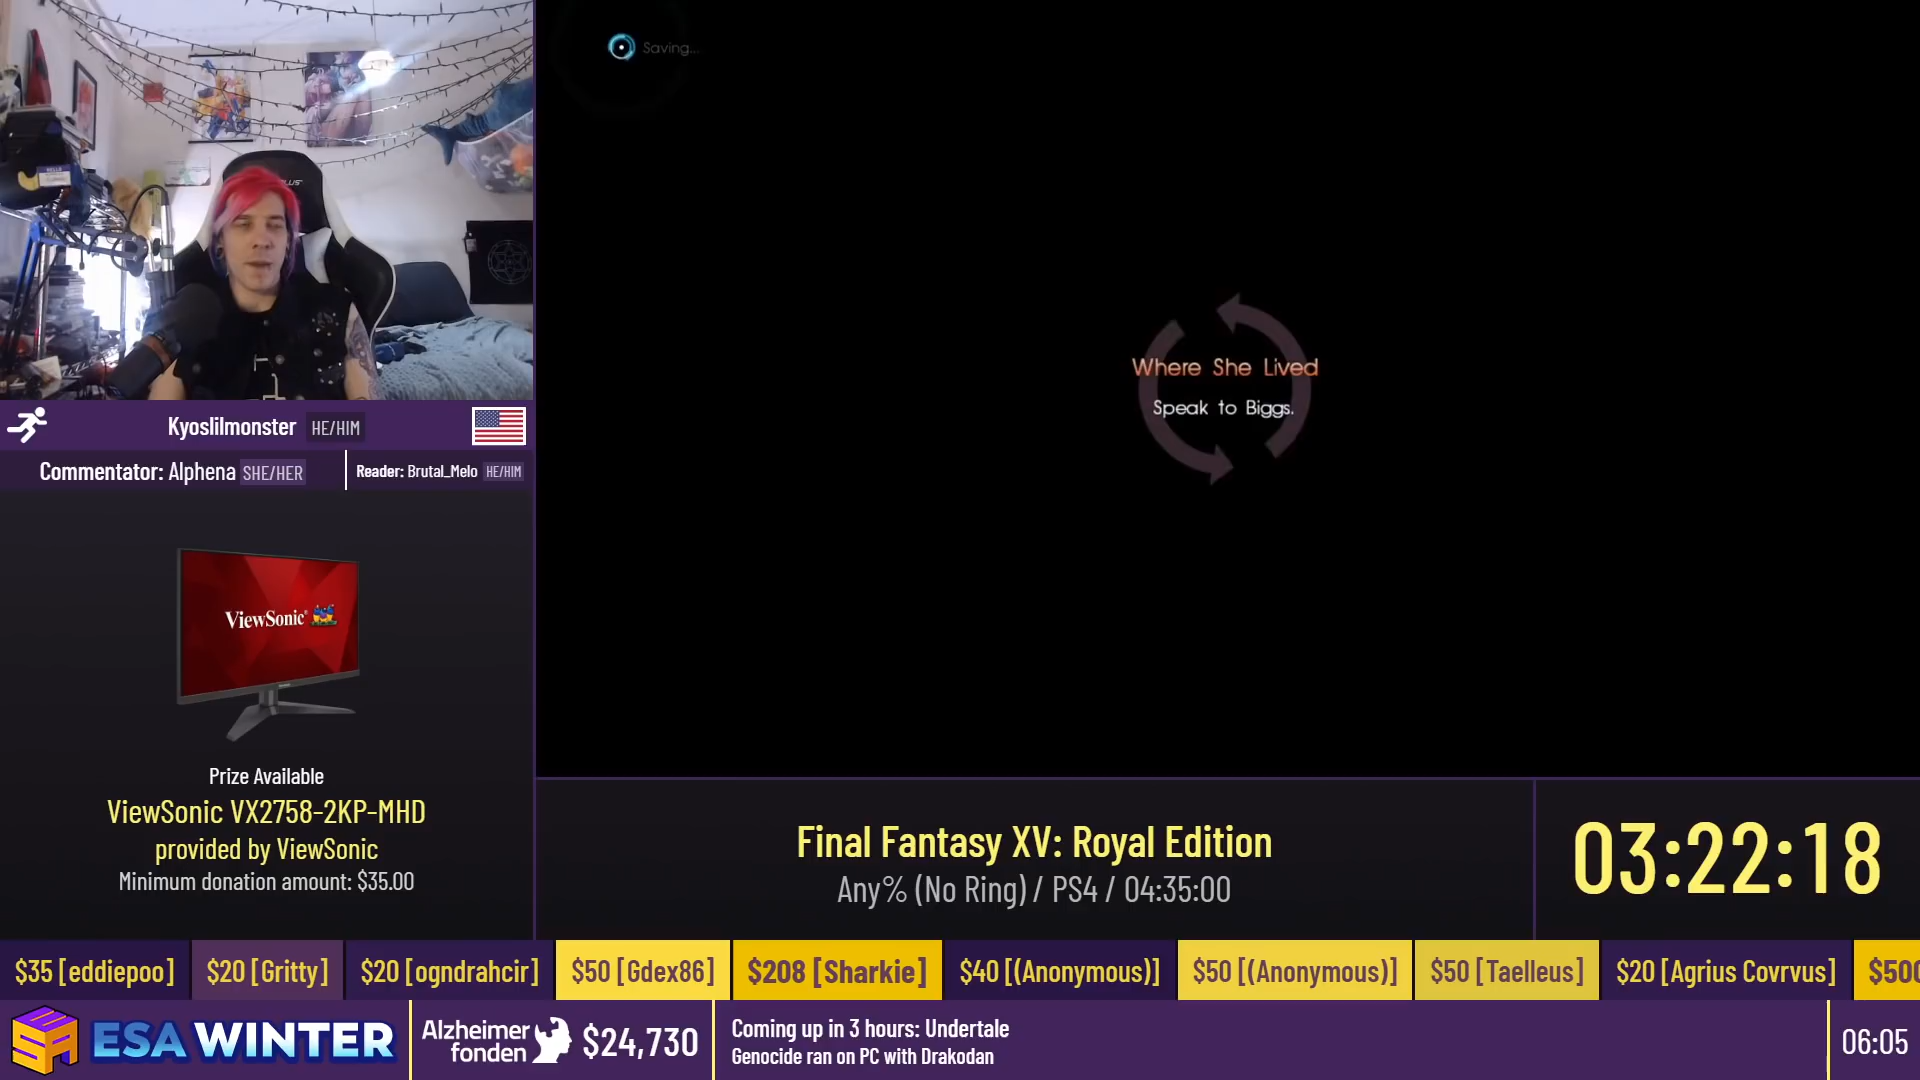 Saving...
Where She Lived
Speak to Biggs.
Kyoslilmonster HE/HIM
Commentator: Alphena SHE/HER
Reader: Brutal_Melo HE/HIM
ViewSonic
Prize Available
ViewSonic VX2758-2KP-MHD
provided by ViewSonic
Minimum donation amount: $35.00
Final Fantasy XV: Royal Edition
Any% (No Ring) / PS4 / 04:35:00
03:22:18
$35 [eddiepoo] $20 [Gritty] $20 [ogndrahcir] $50 [Gdex86] $208 [Sharkie] $40 [(Anonymous)] $50 [(Anonymous)] $50 [Taelleus] $20 [Agrius Covrvus] $500
ESA WINTER
Alzheimer
fonden
$24,730
Coming up in 3 hours: Undertale
Genocide ran on PC with Drakodan
06:05